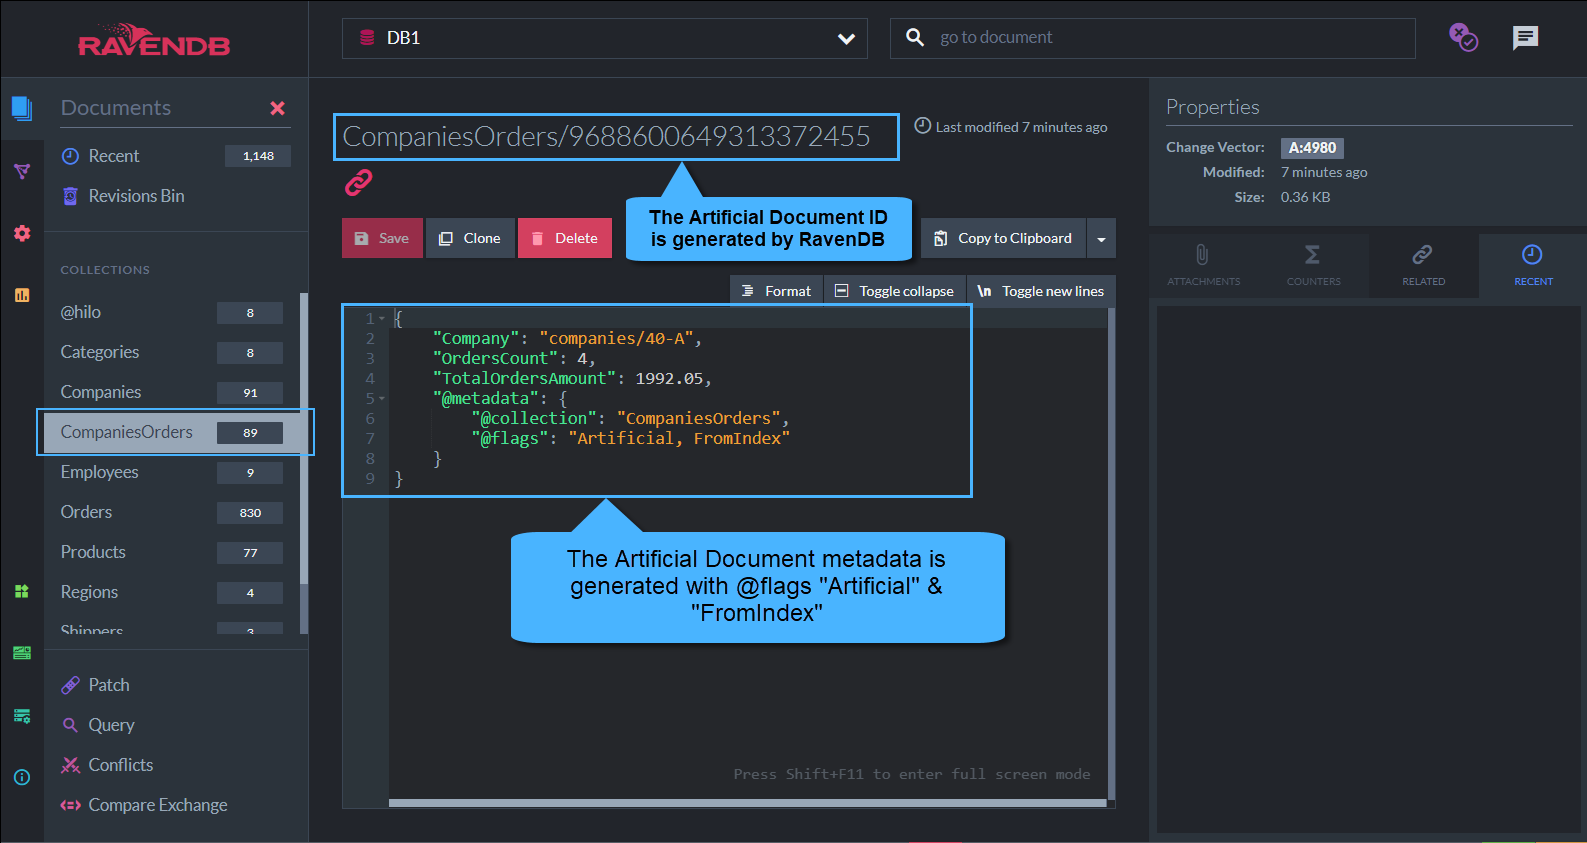 RAVENDB
DB1
go to document
Documents
Recent 1,148
Revisions Bin
COLLECTIONS
@hilo 8
Categories 8
Companies 91
CompaniesOrders 89
Employees 9
Orders 830
Products 77
Regions 4
Shippers 3
Patch
Query
Conflicts
Compare Exchange
CompaniesOrders/9688600649313372455
Last modified 7 minutes ago
The Artificial Document ID
is generated by RavenDB
Save
Clone
Delete
Copy to Clipboard
Format
Toggle collapse
\n Toggle new lines
1 {
2 "Company": "companies/40-A",
3 "OrdersCount": 4,
4 "TotalOrdersAmount": 1992.05,
5 "@metadata": {
6 "@collection": "CompaniesOrders",
7 "@flags": "Artificial, FromIndex"
8 }
9 }
The Artificial Document metadata is
generated with @flags "Artificial" &
"FromIndex"
Press Shift+F11 to enter full screen mode
Properties
Change Vector: A:4980
Modified: 7 minutes ago
Size: 0.36 KB
ATTACHMENTS
COUNTERS
RELATED
RECENT